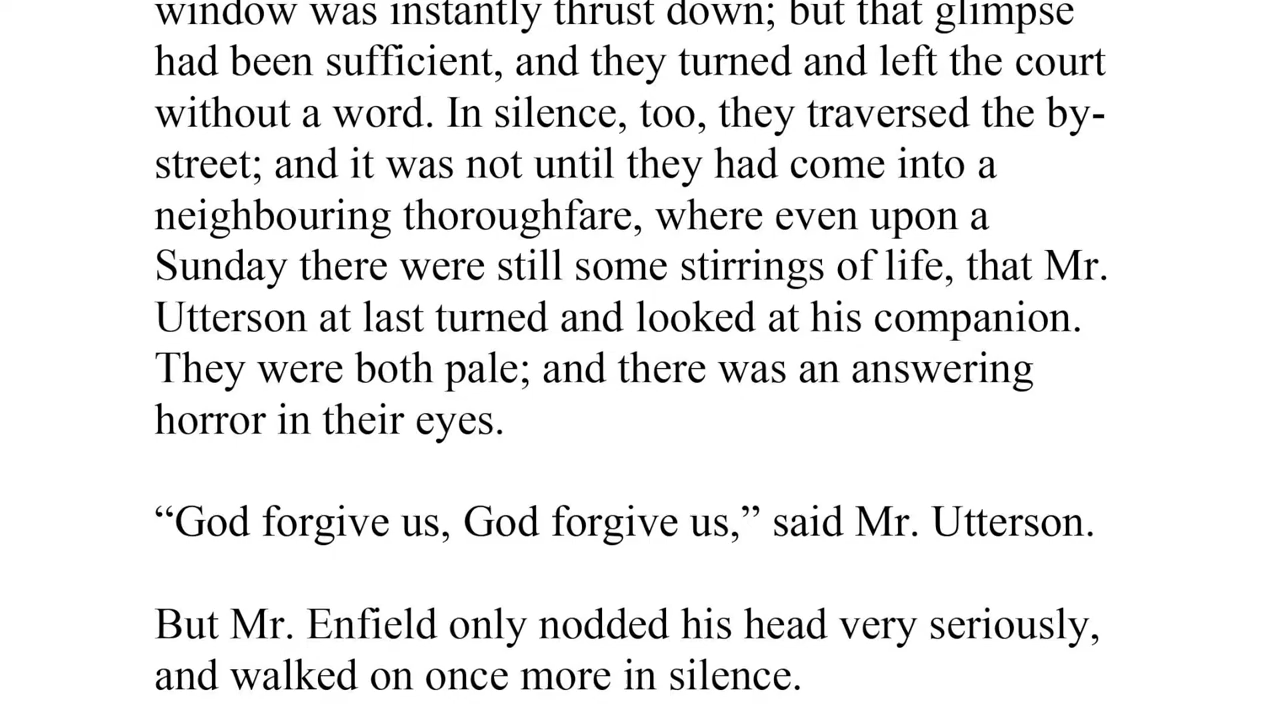 window was instantly thrust down; but that glimpse
had been sufficient, and they turned and left the court
without a word. In silence, too, they traversed the by-
street; and it was not until they had come into a
neighbouring thoroughfare, where even upon a
Sunday there were still some stirrings of life, that Mr.
Utterson at last turned and looked at his companion.
They were both pale; and there was an answering
horror in their eyes.
“God forgive us, God forgive us,” said Mr. Utterson.
But Mr. Enfield only nodded his head very seriously,
and walked on once more in silence.